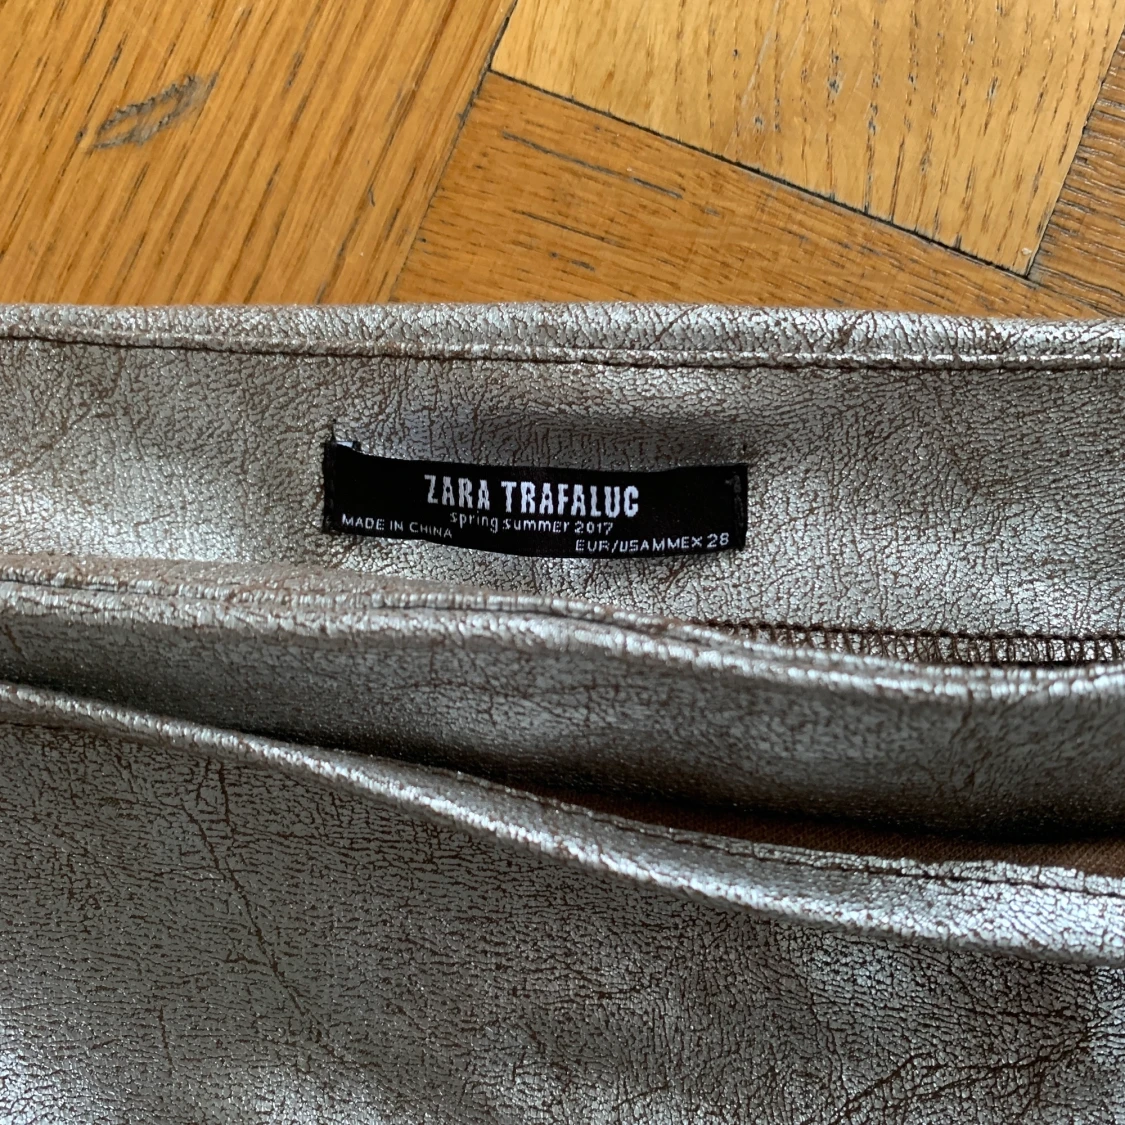 ZARA TRAFALUC
spring summer 2017
MADE IN CHINA
EUR/USAMMEX 28